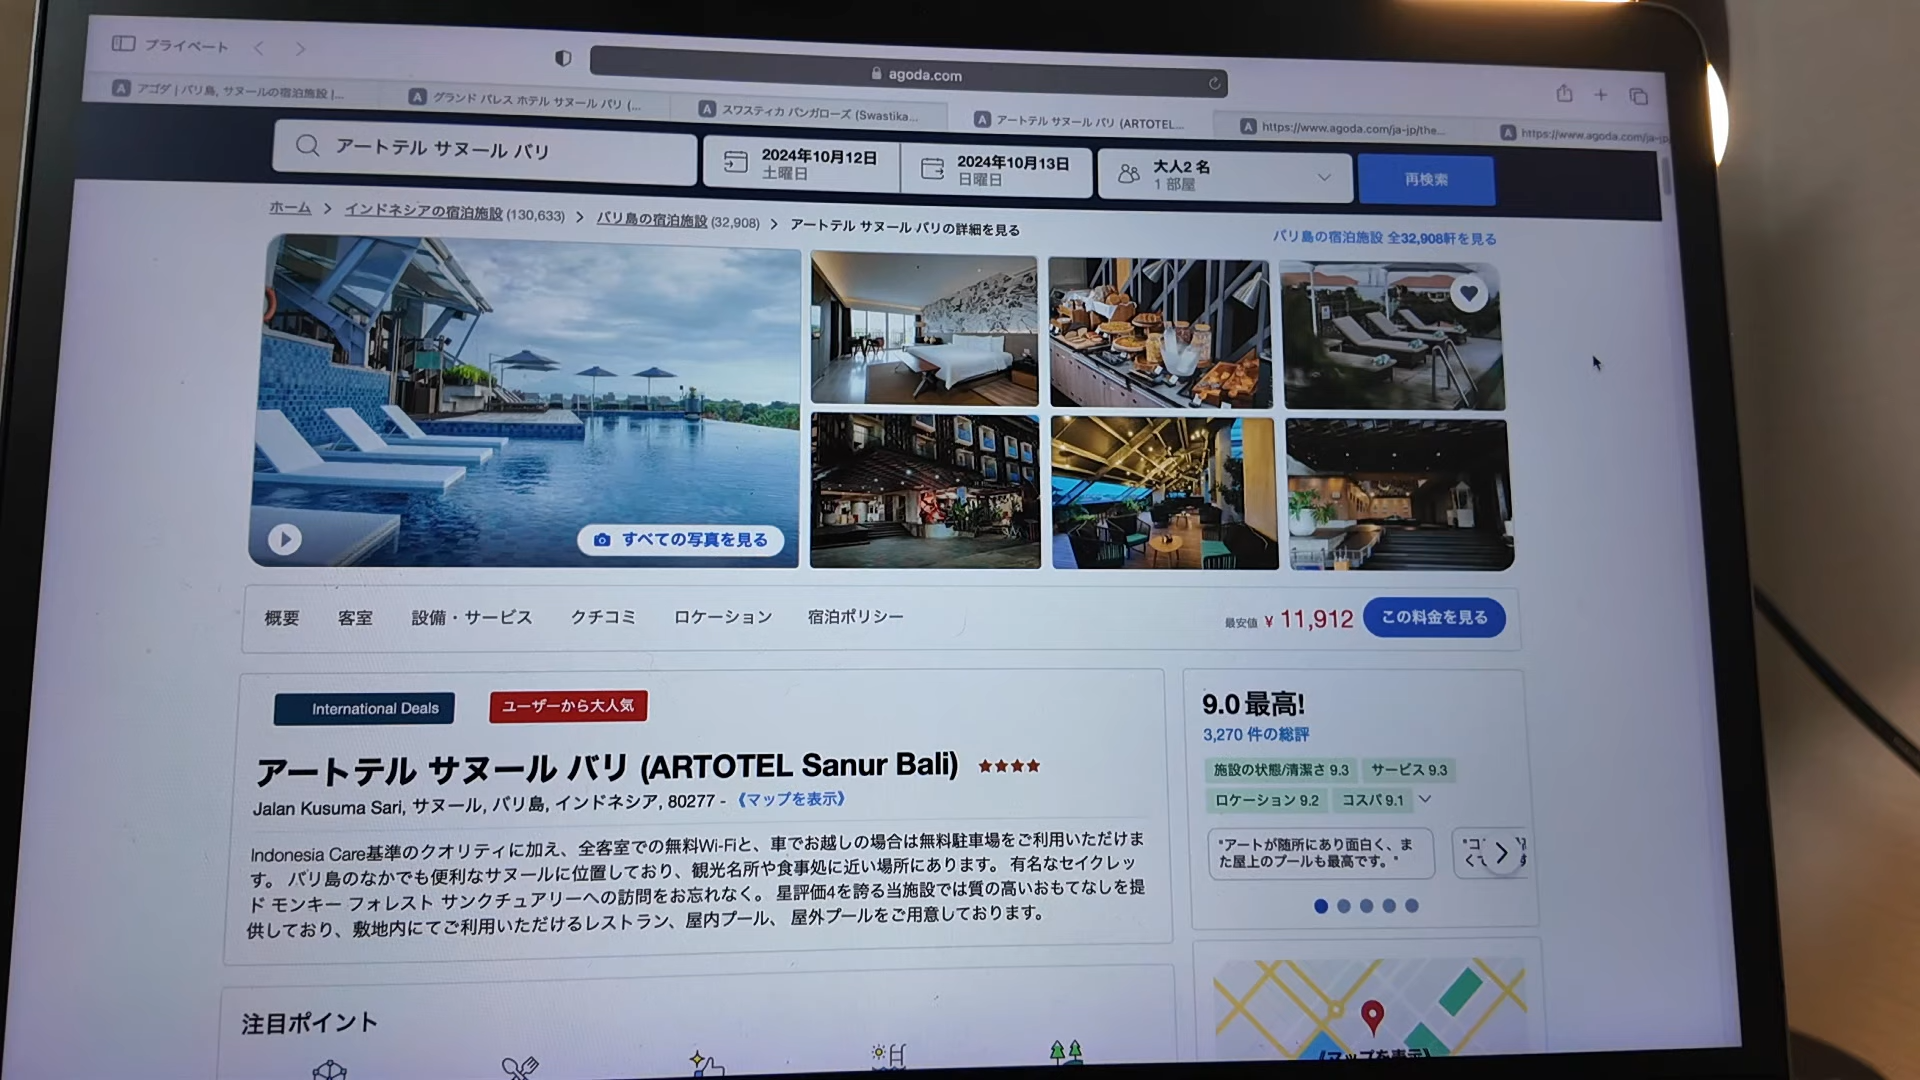 プライベート
agoda.com
アゴダ | バリ島, サヌールの宿泊施設 |...
グランド パレス ホテル サヌール バリ (...
スワスティカ バンガローズ (Swastika...
アートテル サヌール バリ (ARTOTEL...
https://www.agoda.com/ja-jp/the...
https://www.agoda.com/ja-jp
アートテル サヌール バリ
2024年10月12日
土曜日
2024年10月13日
日曜日
大人2 名
1 部屋
再検索
ホーム > インドネシアの宿泊施設 (130,633) > バリ島の宿泊施設 (32,908) > アートテル サヌール バリの詳細を見る
バリ島の宿泊施設 全32,908軒を見る
すべての写真を見る
概要 客室 設備・サービス クチコミ ロケーション 宿泊ポリシー
最安値 ¥ 11,912
この料金を見る
International Deals
ユーザーから大人気
アートテル サヌール バリ (ARTOTEL Sanur Bali) ★★★★
Jalan Kusuma Sari, サヌール, バリ島, インドネシア, 80277 - 《マップを表示》
Indonesia Care基準のクオリティに加え、全客室での無料Wi-Fiと、車でお越しの場合は無料駐車場をご利用いただけま
す。 バリ島のなかでも便利なサヌールに位置しており、観光名所や食事処に近い場所にあります。 有名なセイクレッ
ド モンキー フォレスト サンクチュアリーへの訪問をお忘れなく。 星評価4を誇る当施設では質の高いおもてなしを提
供しており、敷地内にてご利用いただけるレストラン、屋内プール、 屋外プールをご用意しております。
9.0 最高!
3,270 件の総評
施設の状態/清潔さ 9.3
サービス 9.3
ロケーション 9.2
コスパ 9.1
"アートが随所にあり面白く、ま
た屋上のプールも最高です。"
注目ポイント
《マップを表示》